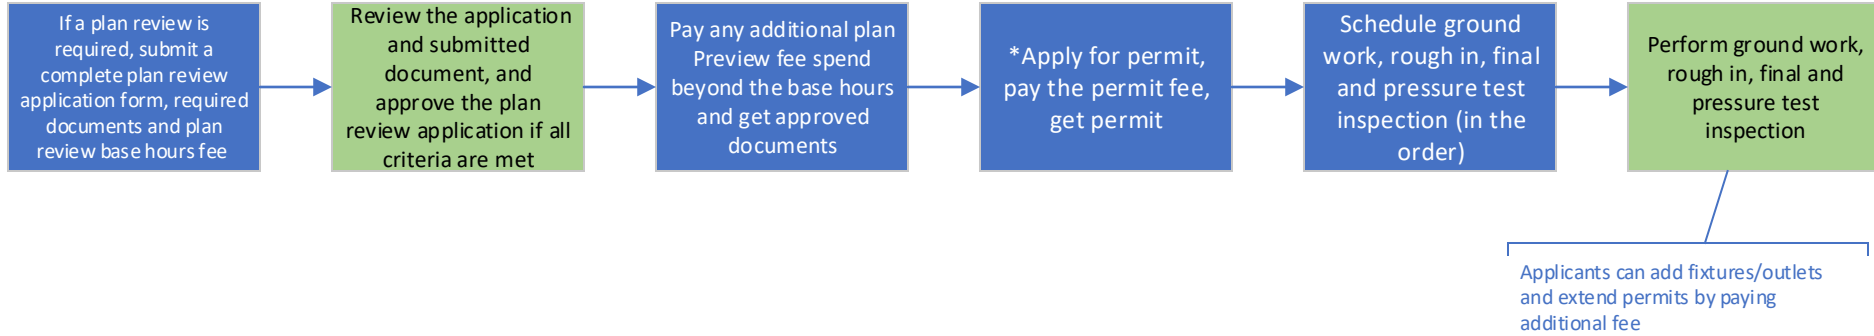 If a plan review is
required, submit a
complete plan review
application form, required
documents and plan
review base hours fee
Review the application
and submitted
document, and
approve the plan
review application if all
criteria are met
Pay any additional plan
Preview fee spend
beyond the base hours
and get approved
documents
*Apply for permit,
pay the permit fee,
get permit
Schedule ground
work, rough in, final
and pressure test
inspection (in the
order)
Perform ground work,
rough in, final and
pressure test
inspection
Applicants can add fixtures/outlets
and extend permits by paying
additional fee